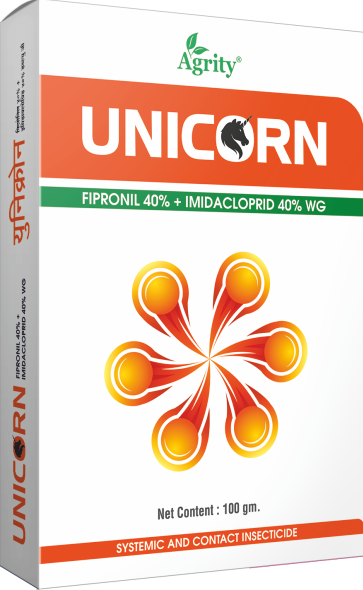 Agrity®
UNICORN
FIPRONIL 40% + IMIDACLOPRID 40% WG
Net Content : 100 gm.
SYSTEMIC AND CONTACT INSECTICIDE
UNICORN
FIPRONIL 40% +
IMIDACLOPRID 40% WG
युनिक्रोन